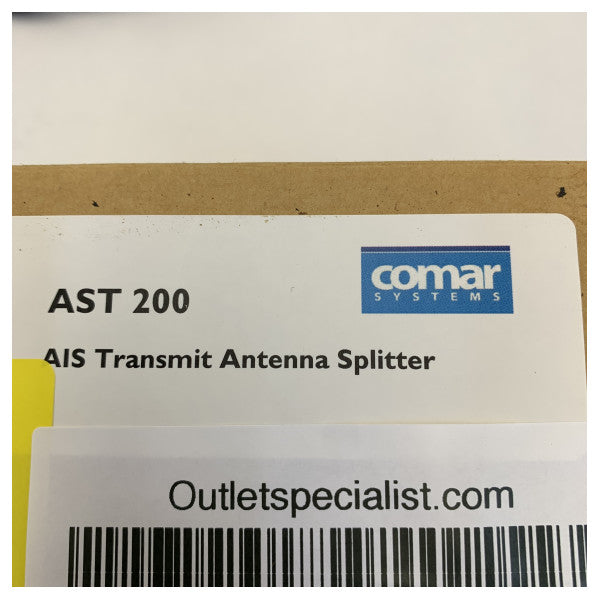 comar
SYSTEMS
AST 200
AIS Transmit Antenna Splitter
Outletspecialist.com